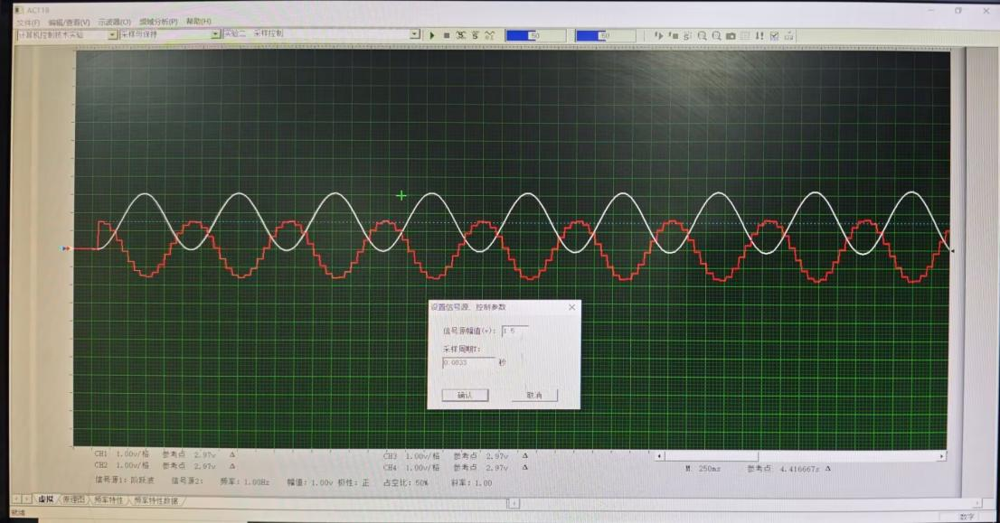 ACT18
文件(F) 编辑/查看(V) 示波器(O) 频域分析(P) 帮助(H)
计算机控制技术实验 采样与保持 实验二 采样控制 50 50
设置信号源、控制参数
信号源幅值(v): 1.5
采样周期T:
0.0833 秒
确认 取消
CH1 1.00v/格 参考点 2.97v Δ CH3 1.00v/格 参考点 2.97v Δ
CH2 1.00v/格 参考点 2.97v Δ CH4 1.00v/格 参考点 2.97v Δ M 250ms 参考点 4.416667s Δ
信号源1: 阶跃波 信号源2: 频率: 1.00Hz 幅值: 1.00v 极性: 正 占空比: 50% 斜率: 1.00
虚拟 原理图 频率特性 频率特性数据
就绪 数字